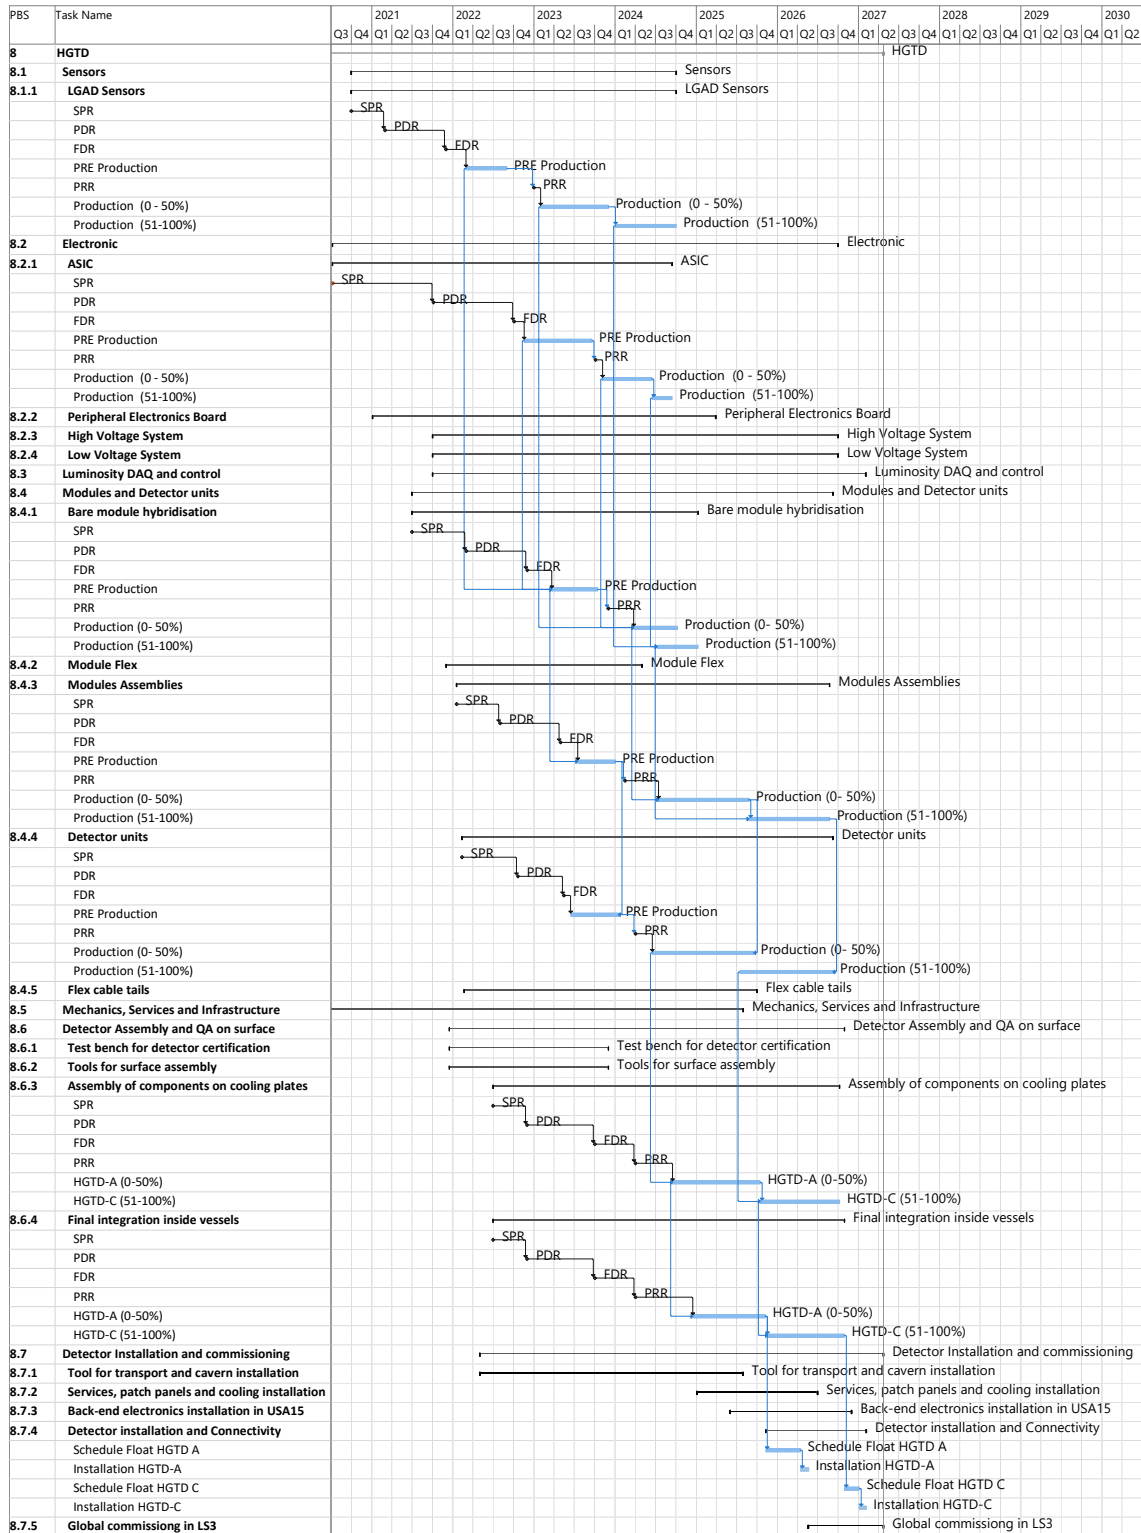 PBS Task Name 2021 2022 2023 2024 2025 2026 2027 2028 2029 2030
Q3 Q4 Q1 Q2 Q3 Q4 Q1 Q2 Q3 Q4 Q1 Q2 Q3 Q4 Q1 Q2 Q3 Q4 Q1 Q2 Q3 Q4 Q1 Q2 Q3 Q4 Q1 Q2 Q3 Q4 Q1 Q2 Q3 Q4 Q1 Q2 Q3 Q4 Q1 Q2
8 HGTD HGTD
8.1 Sensors Sensors
8.1.1 LGAD Sensors LGAD Sensors
SPR SPR
PDR PDR
FDR FDR
PRE Production PRE Production
PRR PRR
Production (0 - 50%) Production (0 - 50%)
Production (51-100%) Production (51-100%)
8.2 Electronic Electronic
8.2.1 ASIC ASIC
SPR SPR
PDR PDR
FDR FDR
PRE Production PRE Production
PRR PRR
Production (0 - 50%) Production (0 - 50%)
Production (51-100%) Production (51-100%)
8.2.2 Peripheral Electronics Board Peripheral Electronics Board
8.2.3 High Voltage System High Voltage System
8.2.4 Low Voltage System Low Voltage System
8.3 Luminosity DAQ and control Luminosity DAQ and control
8.4 Modules and Detector units Modules and Detector units
8.4.1 Bare module hybridisation Bare module hybridisation
SPR SPR
PDR PDR
FDR FDR
PRE Production PRE Production
PRR PRR
Production (0- 50%) Production (0- 50%)
Production (51-100%) Production (51-100%)
8.4.2 Module Flex Module Flex
8.4.3 Modules Assemblies Modules Assemblies
SPR SPR
PDR PDR
FDR FDR
PRE Production PRE Production
PRR PRR
Production (0- 50%) Production (0- 50%)
Production (51-100%) Production (51-100%)
8.4.4 Detector units Detector units
SPR SPR
PDR PDR
FDR FDR
PRE Production PRE Production
PRR PRR
Production (0- 50%) Production (0- 50%)
Production (51-100%) Production (51-100%)
8.4.5 Flex cable tails Flex cable tails
8.5 Mechanics, Services and Infrastructure Mechanics, Services and Infrastructure
8.6 Detector Assembly and QA on surface Detector Assembly and QA on surface
8.6.1 Test bench for detector certification Test bench for detector certification
8.6.2 Tools for surface assembly Tools for surface assembly
8.6.3 Assembly of components on cooling plates Assembly of components on cooling plates
SPR SPR
PDR PDR
FDR FDR
PRR PRR
HGTD-A (0-50%) HGTD-A (0-50%)
HGTD-C (51-100%) HGTD-C (51-100%)
8.6.4 Final integration inside vessels Final integration inside vessels
SPR SPR
PDR PDR
FDR FDR
PRR PRR
HGTD-A (0-50%) HGTD-A (0-50%)
HGTD-C (51-100%) HGTD-C (51-100%)
8.7 Detector Installation and commissioning Detector Installation and commissioning
8.7.1 Tool for transport and cavern installation Tool for transport and cavern installation
8.7.2 Services, patch panels and cooling installation Services, patch panels and cooling installation
8.7.3 Back-end electronics installation in USA15 Back-end electronics installation in USA15
8.7.4 Detector installation and Connectivity Detector installation and Connectivity
Schedule Float HGTD A Schedule Float HGTD A
Installation HGTD-A Installation HGTD-A
Schedule Float HGTD C Schedule Float HGTD C
Installation HGTD-C Installation HGTD-C
8.7.5 Global commissiong in LS3 Global commissiong in LS3